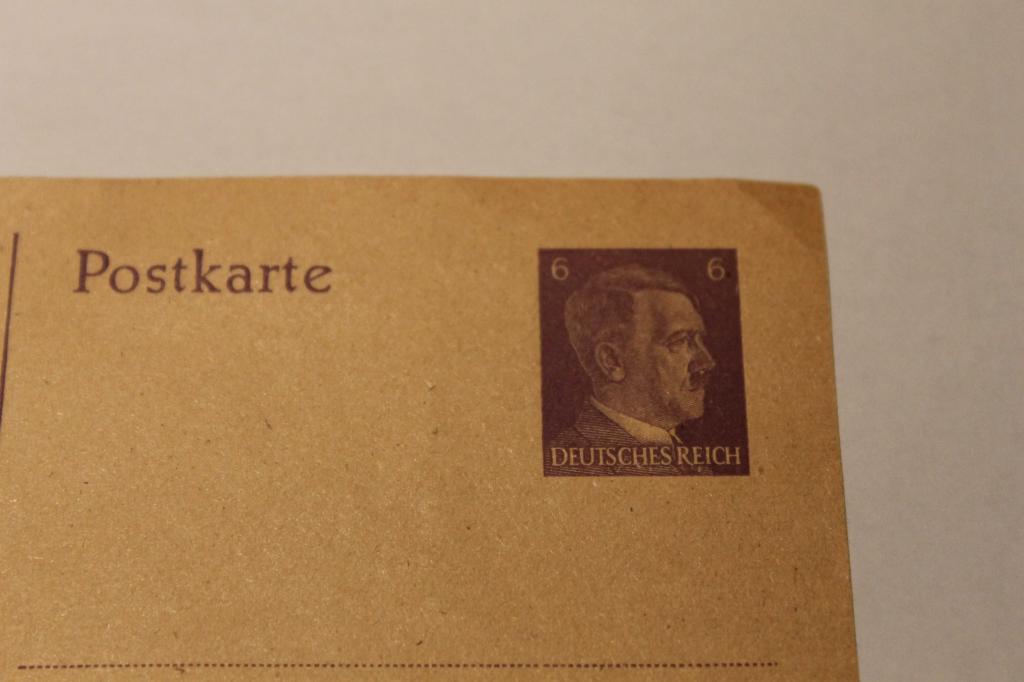 Postkarte
6 6
DEUTSCHES REICH